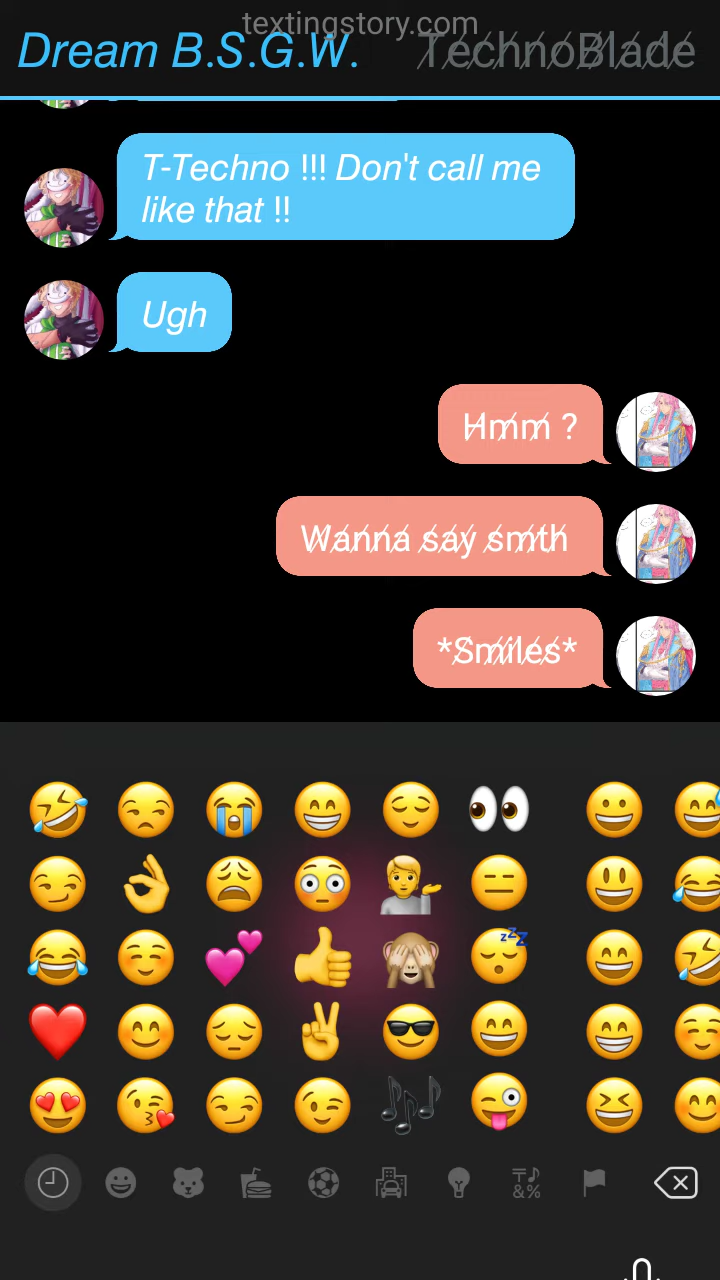 textingstory.com
Dream B.S.G.W. TechnoBlade
T-Techno !!! Don't call me
like that !!
Ugh
Hmm ?
Wanna say smth
*Smiles*